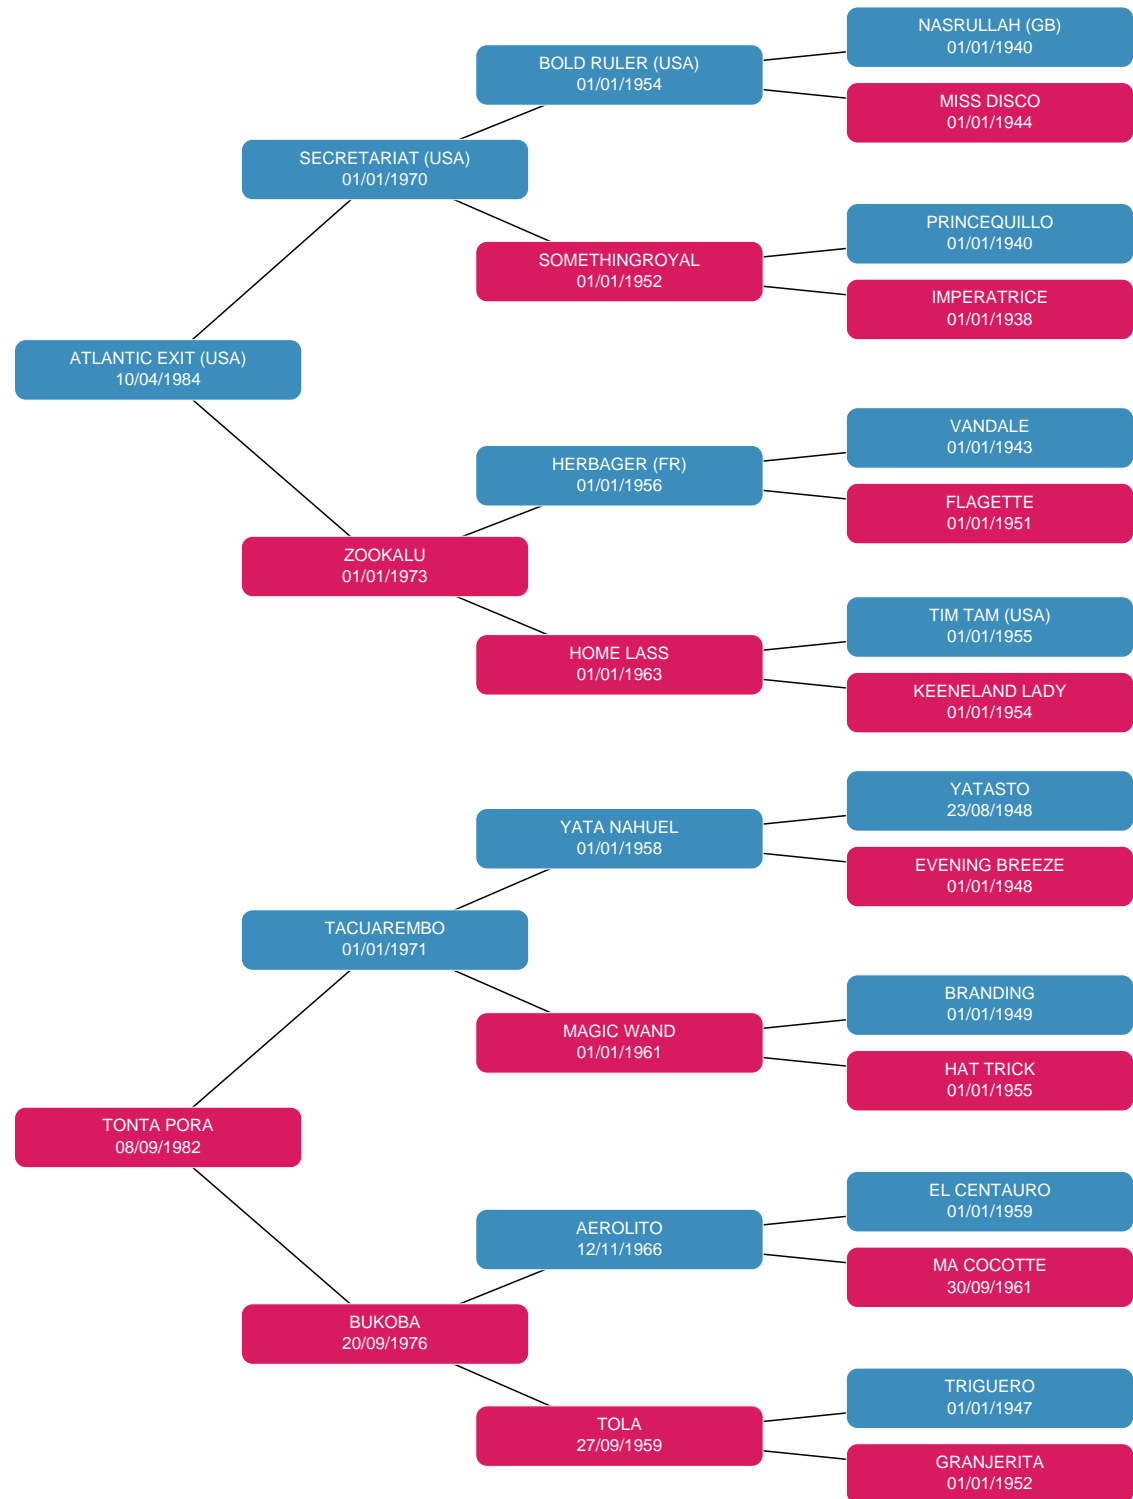 NASRULLAH (GB)
01/01/1940
BOLD RULER (USA)
01/01/1954
MISS DISCO
01/01/1944
SECRETARIAT (USA)
01/01/1970
PRINCEQUILLO
01/01/1940
SOMETHINGROYAL
01/01/1952
IMPERATRICE
01/01/1938
ATLANTIC EXIT (USA)
10/04/1984
VANDALE
01/01/1943
HERBAGER (FR)
01/01/1956
FLAGETTE
01/01/1951
ZOOKALU
01/01/1973
TIM TAM (USA)
01/01/1955
HOME LASS
01/01/1963
KEENELAND LADY
01/01/1954
YATASTO
23/08/1948
YATA NAHUEL
01/01/1958
EVENING BREEZE
01/01/1948
TACUAREMBO
01/01/1971
BRANDING
01/01/1949
MAGIC WAND
01/01/1961
HAT TRICK
01/01/1955
TONTA PORA
08/09/1982
EL CENTAURO
01/01/1959
AEROLITO
12/11/1966
MA COCOTTE
30/09/1961
BUKOBA
20/09/1976
TRIGUERO
01/01/1947
TOLA
27/09/1959
GRANJERITA
01/01/1952